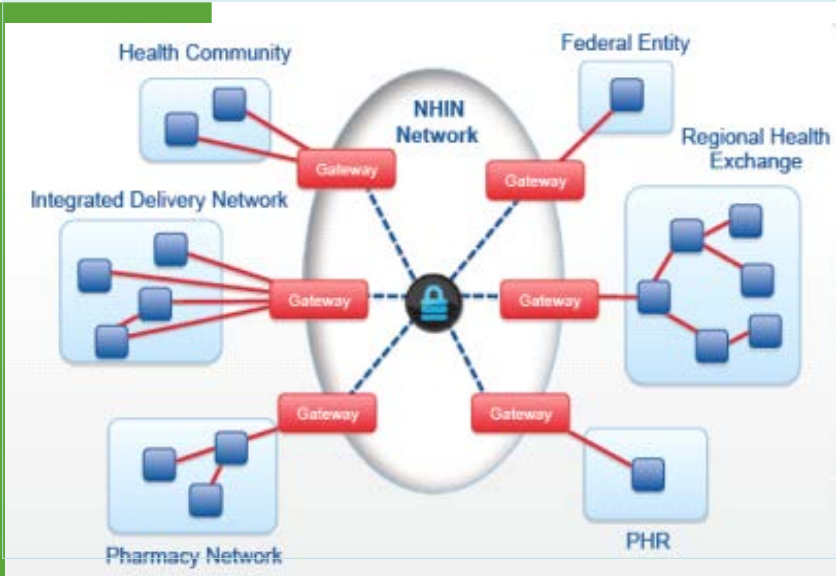 Health Community
Federal Entity
NHIN
Network
Regional Health
Exchange
Gateway
Gateway
Integrated Delivery Network
Gateway
Gateway
Gateway
Gateway
Pharmacy Network
PHR